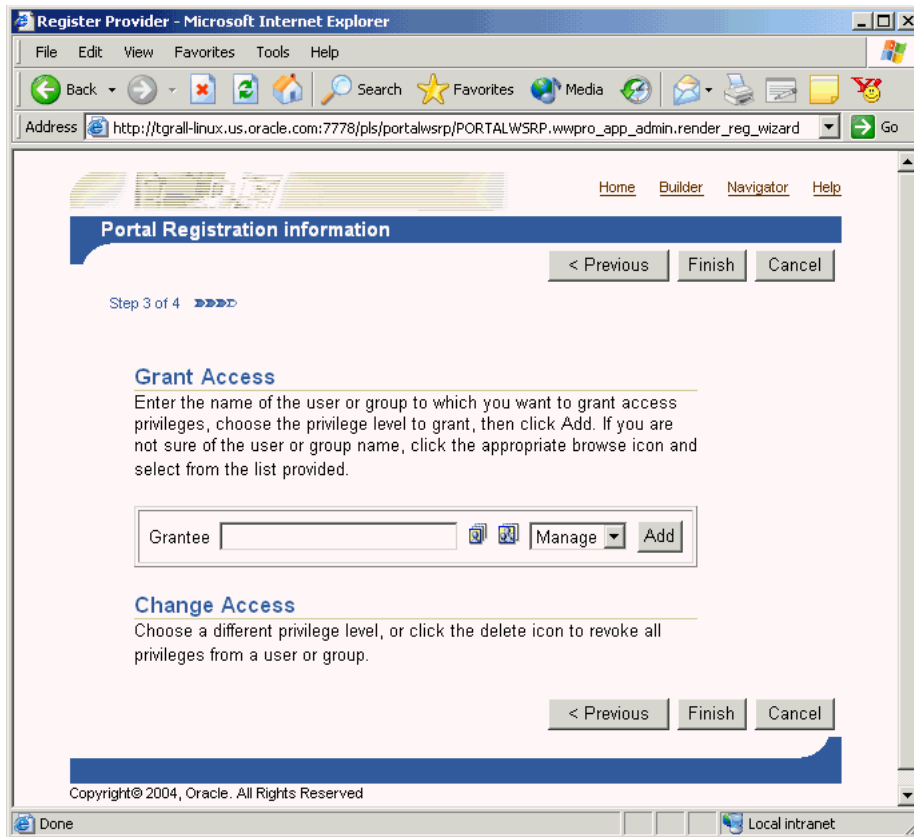 Register Provider - Microsoft Internet Explorer
File Edit View Favorites Tools Help
Back Search Favorites Media
Address http://tgrall-linux.us.oracle.com:7778/pls/portalwsrp/PORTALWSRP.wwpro_app_admin.render_reg_wizard Go
Home Builder Navigator Help
Portal Registration information
< Previous Finish Cancel
Step 3 of 4
Grant Access
Enter the name of the user or group to which you want to grant access
privileges, choose the privilege level to grant, then click Add. If you are
not sure of the user or group name, click the appropriate browse icon and
select from the list provided.
Grantee Manage Add
Change Access
Choose a different privilege level, or click the delete icon to revoke all
privileges from a user or group.
< Previous Finish Cancel
Copyright© 2004, Oracle. All Rights Reserved
Done Local intranet